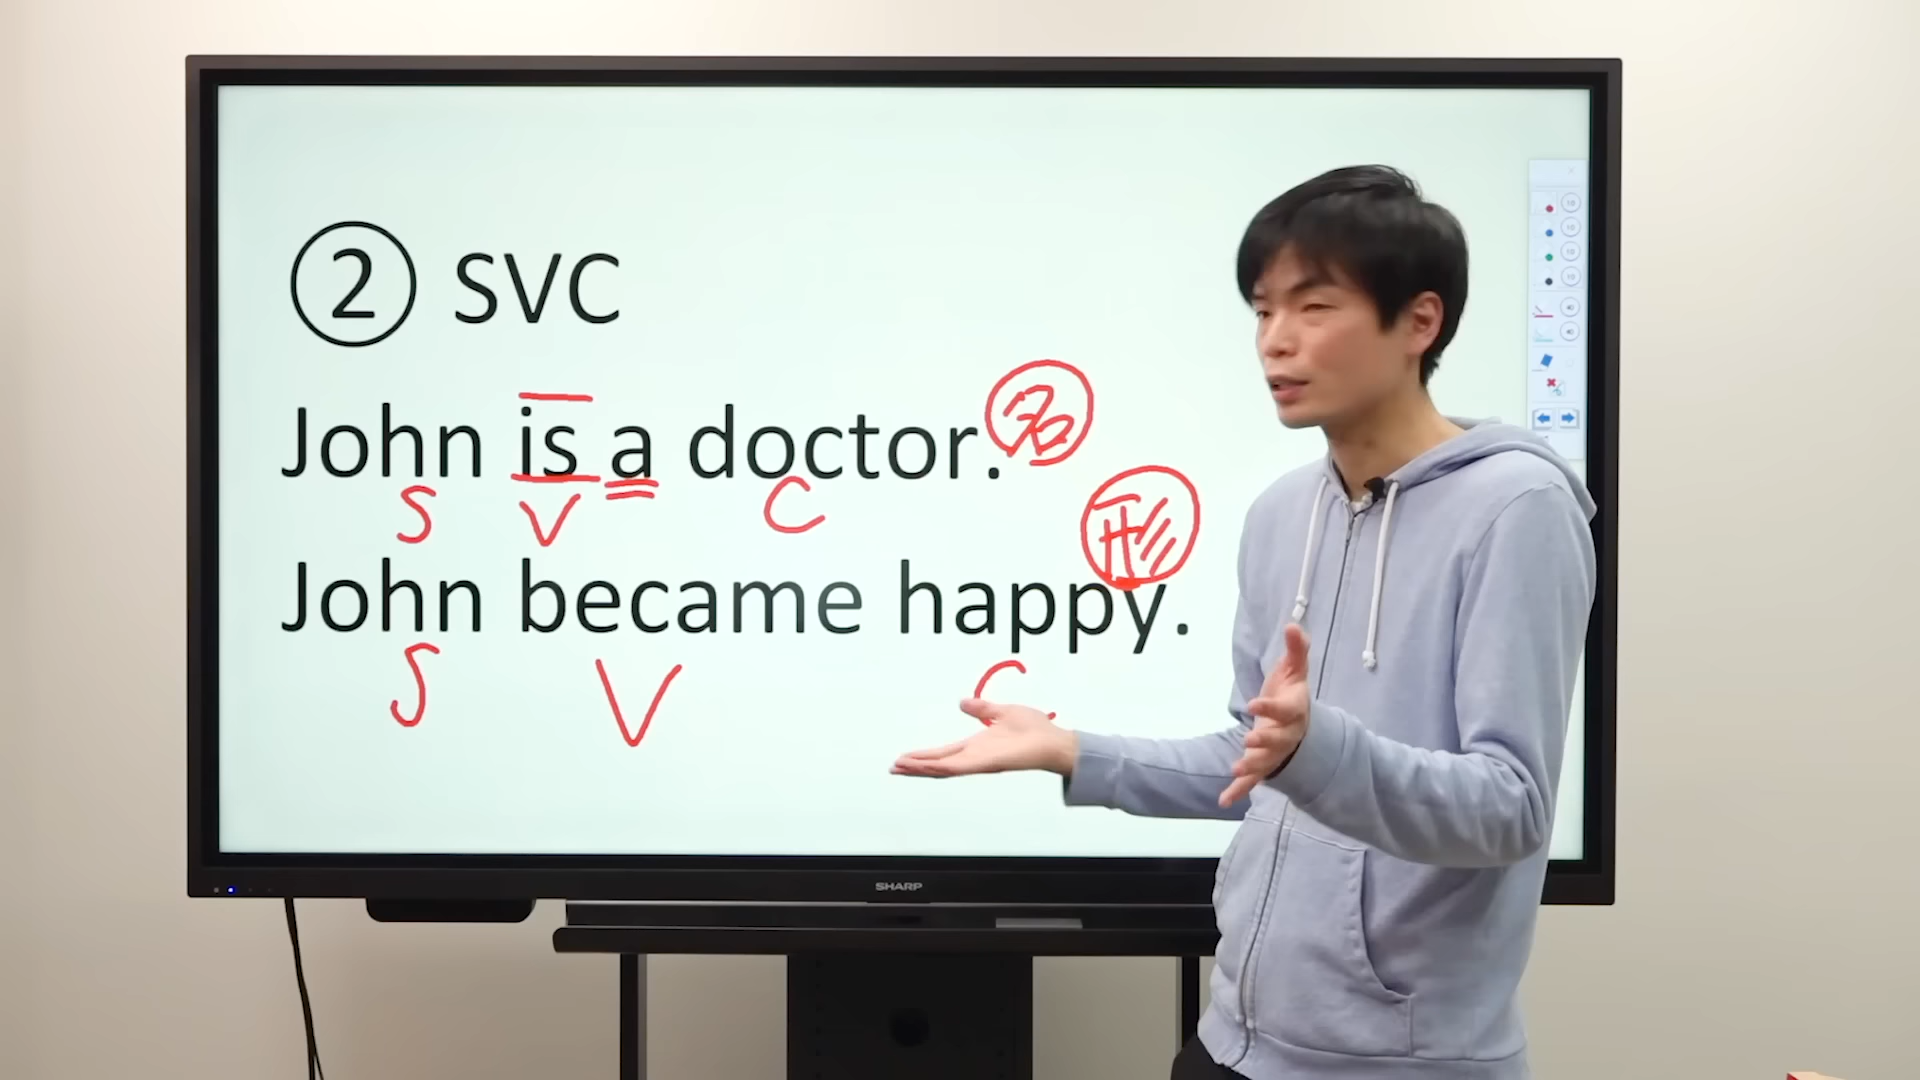 ② SVC
John is a doctor. 名
S V C
形
John became happy.
S V C
SHARP